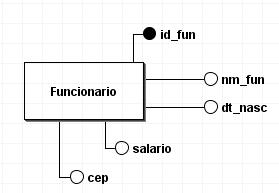 id_fun
Funcionario
nm_fun
dt_nasc
salario
cep